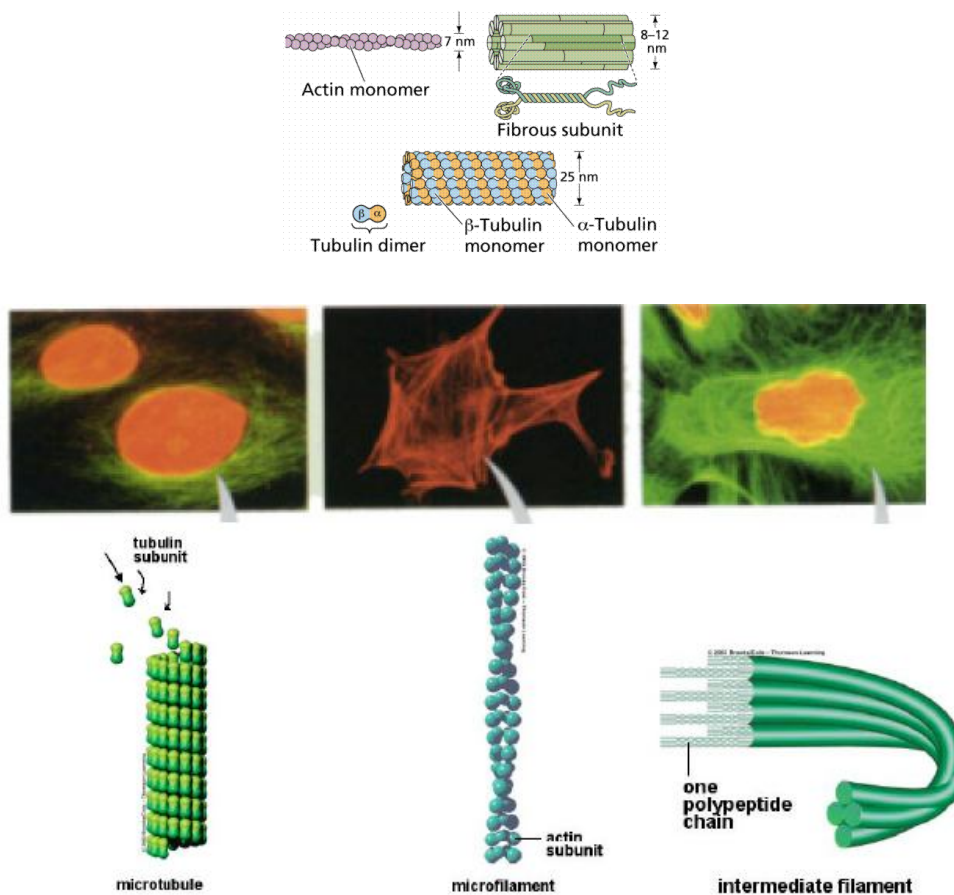 7 nm
8–12
nm
Actin monomer
Fibrous subunit
25 nm
β
α
Tubulin dimer
β-Tubulin
monomer
α-Tubulin
monomer
tubulin
subunit
actin
subunit
one
polypeptide
chain
microtubule
microfilament
intermediate filament